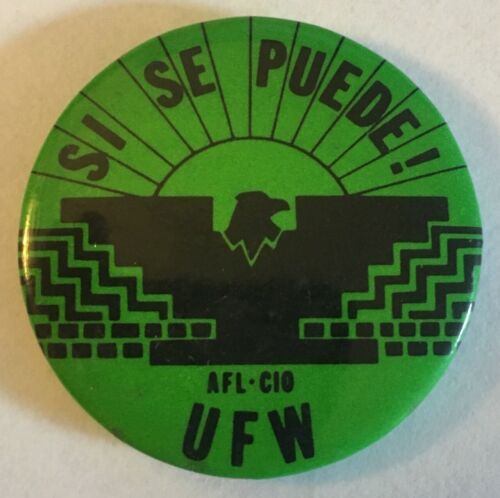 SI SE PUEDE!
AFL·CIO
UFW